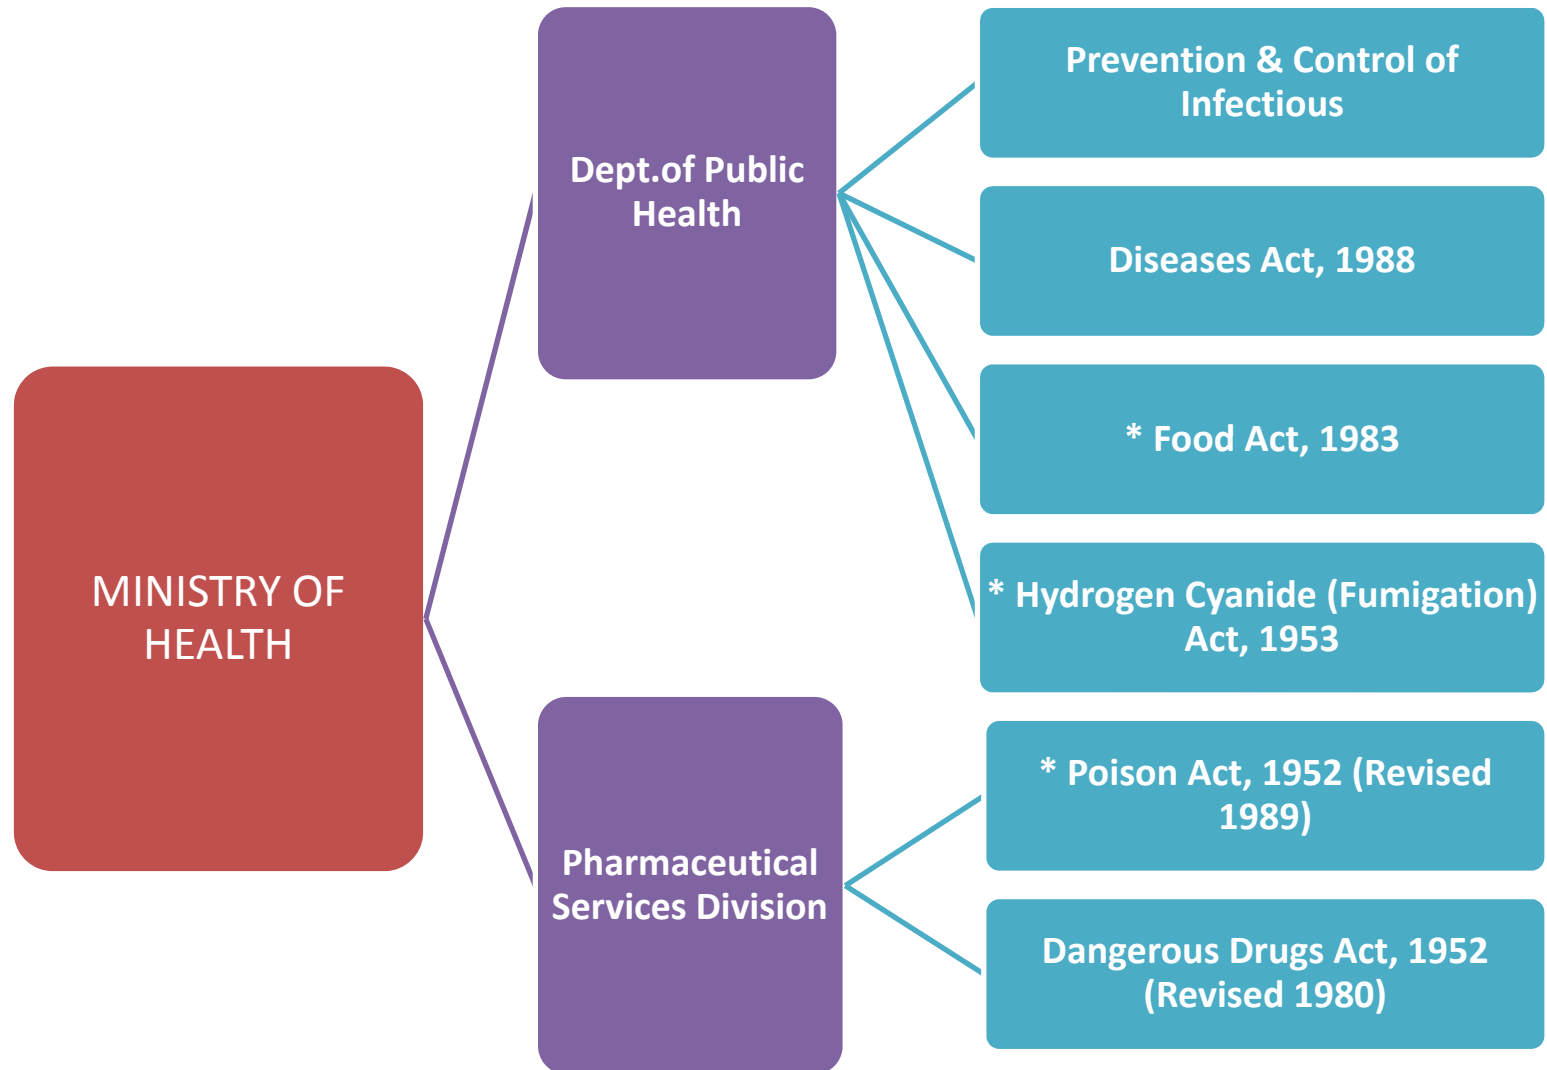 MINISTRY OF
HEALTH
Dept.of Public
Health
Prevention & Control of
Infectious
Diseases Act, 1988
* Food Act, 1983
* Hydrogen Cyanide (Fumigation)
Act, 1953
Pharmaceutical
Services Division
* Poison Act, 1952 (Revised
1989)
Dangerous Drugs Act, 1952
(Revised 1980)